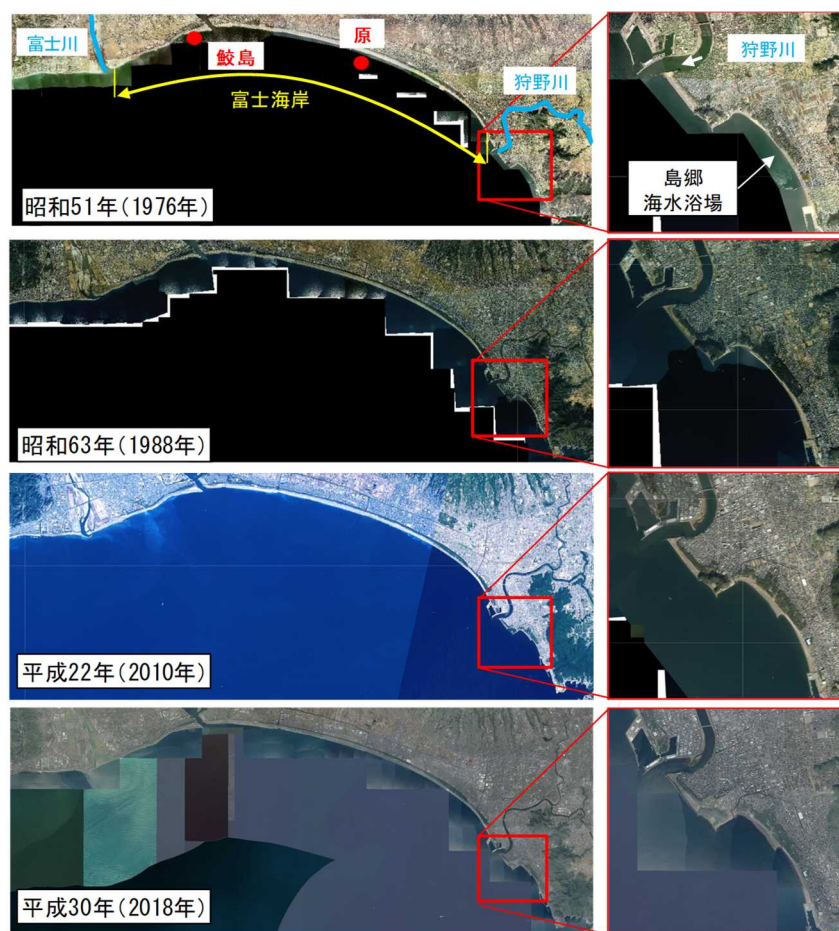 富士川
鮫島
原
狩野川
富士海岸
昭和51年(1976年)
狩野川
島郷
海水浴場
昭和63年(1988年)
平成22年(2010年)
平成30年(2018年)